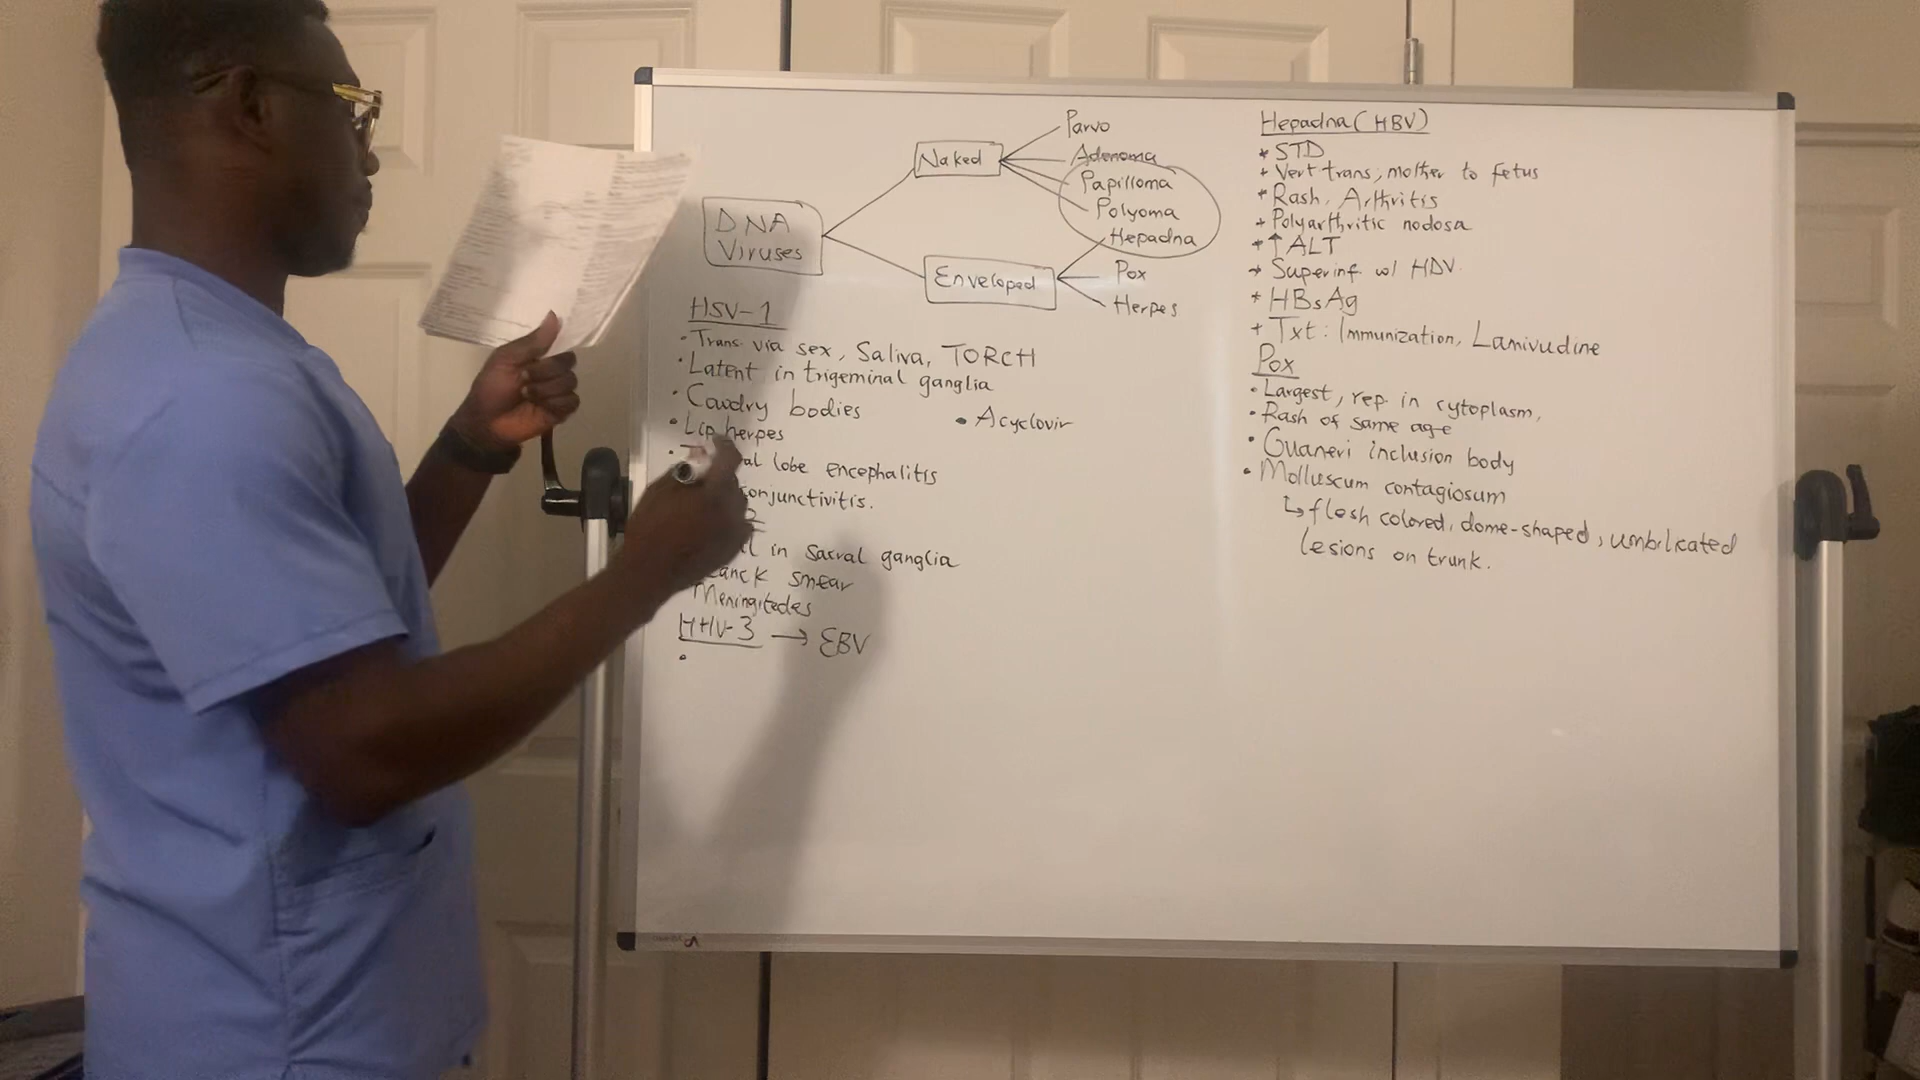 DNA
Viruses
Naked
Parvo
Adenoma
Papilloma
Polyoma
Hepadna
Enveloped
Pox
Herpes
HSV-1
• Trans. via sex, Saliva, TORCH
• Latent in trigeminal ganglia
• Cowdry bodies
• Lip herpes
lobe encephalitis
conjunctivitis.
• Acyclovir
in sacral ganglia
smear
Meningitedes
HHV-3 → EBV
Hepadna (HBV)
* STD
+ Vert trans, mother to fetus
* Rash, Arthritis
+ Polyarthritic nodosa
* ↑ ALT
* Superinf w/ HDV
* HBsAg
+ Txt: Immunization, Lamivudine
Pox
• Largest, rep. in cytoplasm,
• Rash of same age
• Guaneri inclusion body
• Molluscum contagiosum
↳ flesh colored, dome-shaped, umbilicated
lesions on trunk.